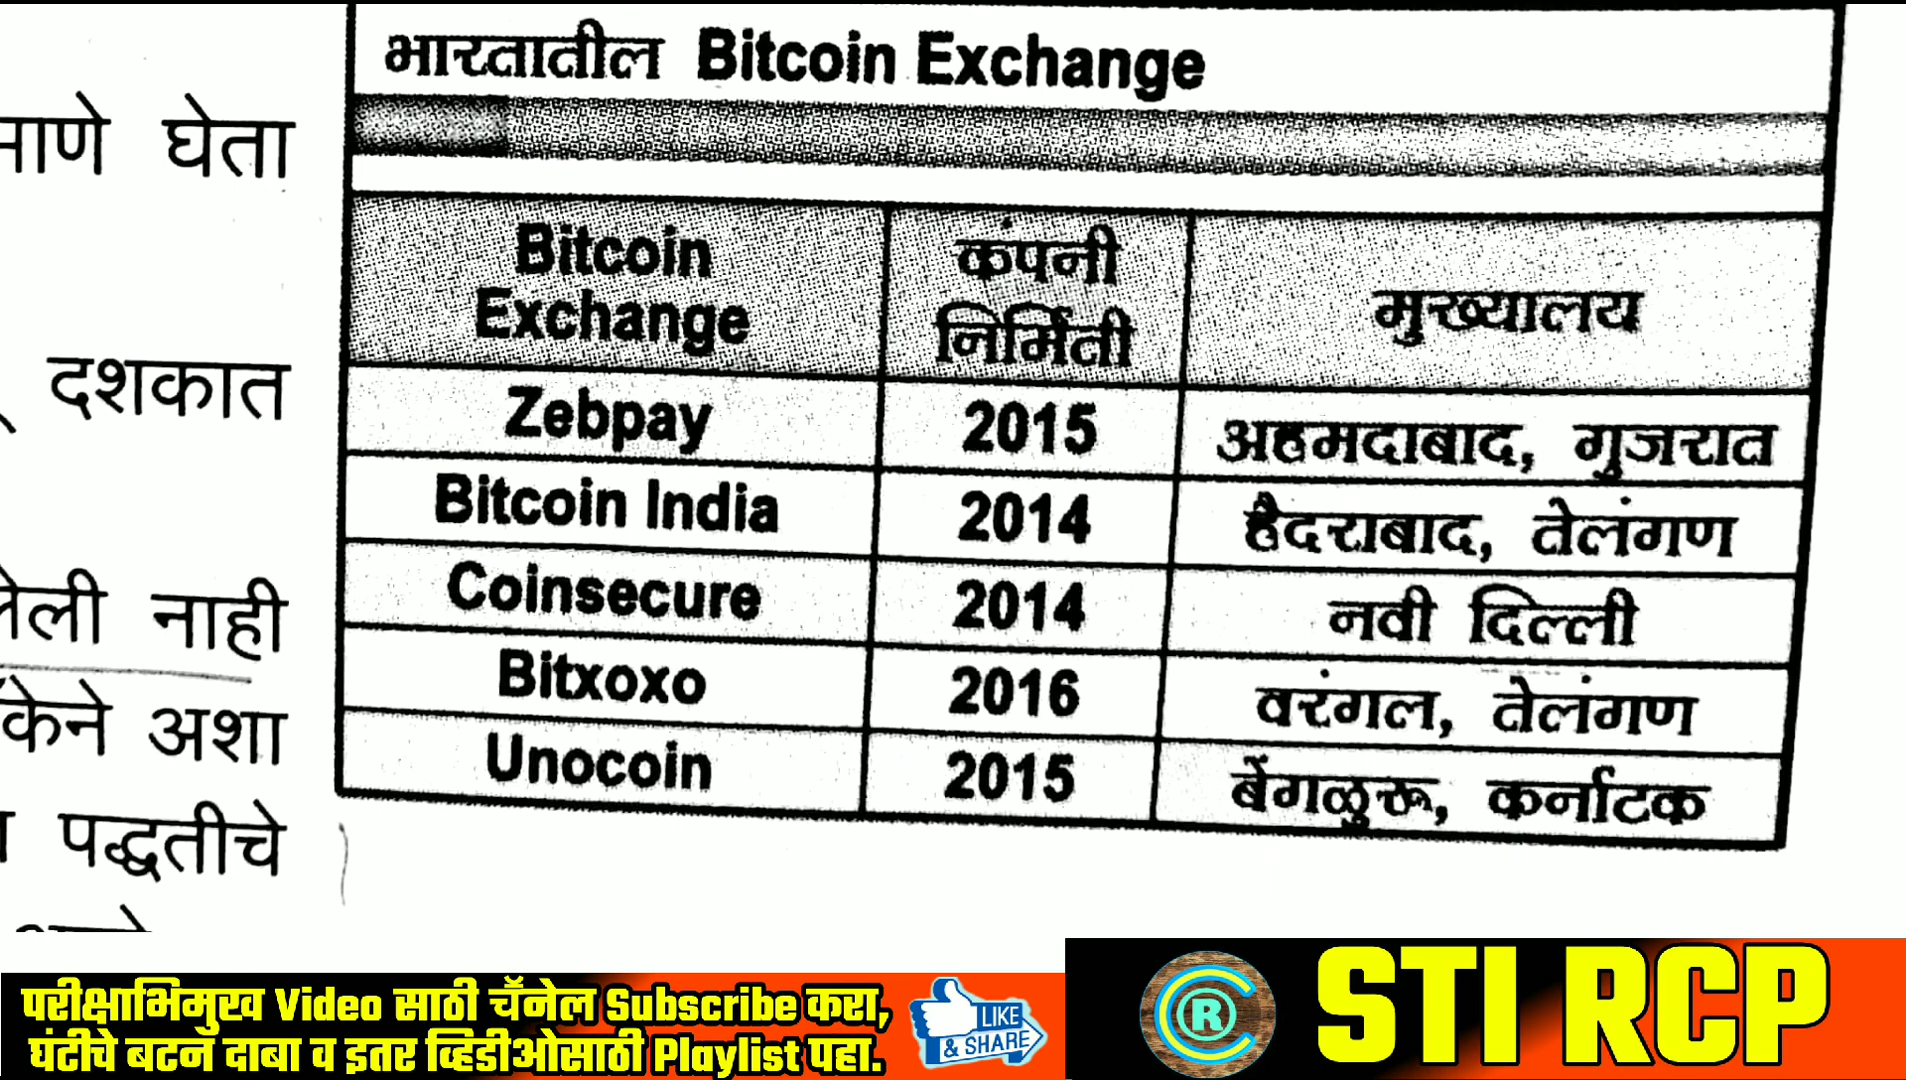 भारतातील Bitcoin Exchange
घेता
दशकात
नाही
अशा
पद्धतीचे
Bitcoin Exchange कंपनी निर्मिती मुख्यालय
Zebpay 2015 अहमदाबाद, गुजरात
Bitcoin India 2014 हैदराबाद, तेलंगण
Coinsecure 2014 नवी दिल्ली
Bitxoxo 2016 वरंगल, तेलंगण
Unocoin 2015 बेंगळुरू, कर्नाटक
परीक्षाभिमुख Video साठी चॅनेल Subscribe करा,
घंटीचे बटन दाबा व इतर व्हिडीओसाठी Playlist पहा.
LIKE
& SHARE
R
STI RCP